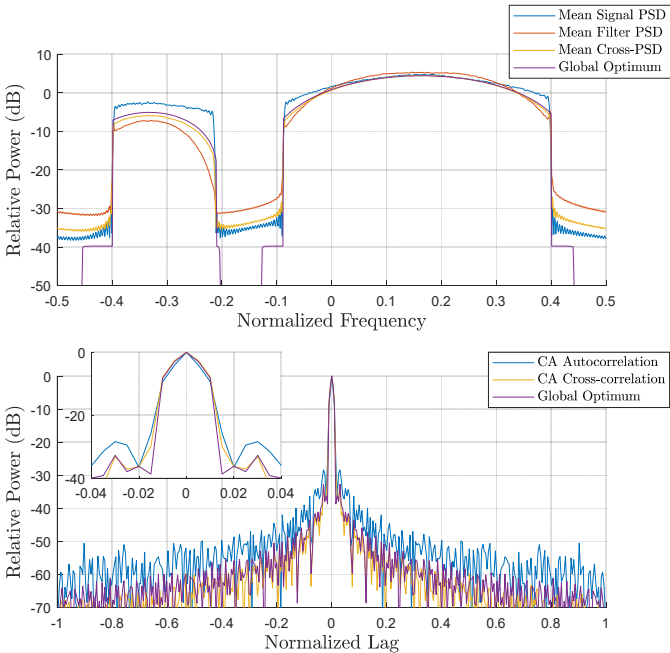 Mean Signal PSD
Mean Filter PSD
Mean Cross-PSD
Global Optimum
Relative Power (dB)
10
0
-10
-20
-30
-40
-50
-0.5 -0.4 -0.3 -0.2 -0.1 0 0.1 0.2 0.3 0.4 0.5
Normalized Frequency
CA Autocorrelation
CA Cross-correlation
Global Optimum
0
-20
-40
-0.04 -0.02 0 0.02 0.04
Relative Power (dB)
0
-10
-20
-30
-40
-50
-60
-70
-1 -0.8 -0.6 -0.4 -0.2 0 0.2 0.4 0.6 0.8 1
Normalized Lag